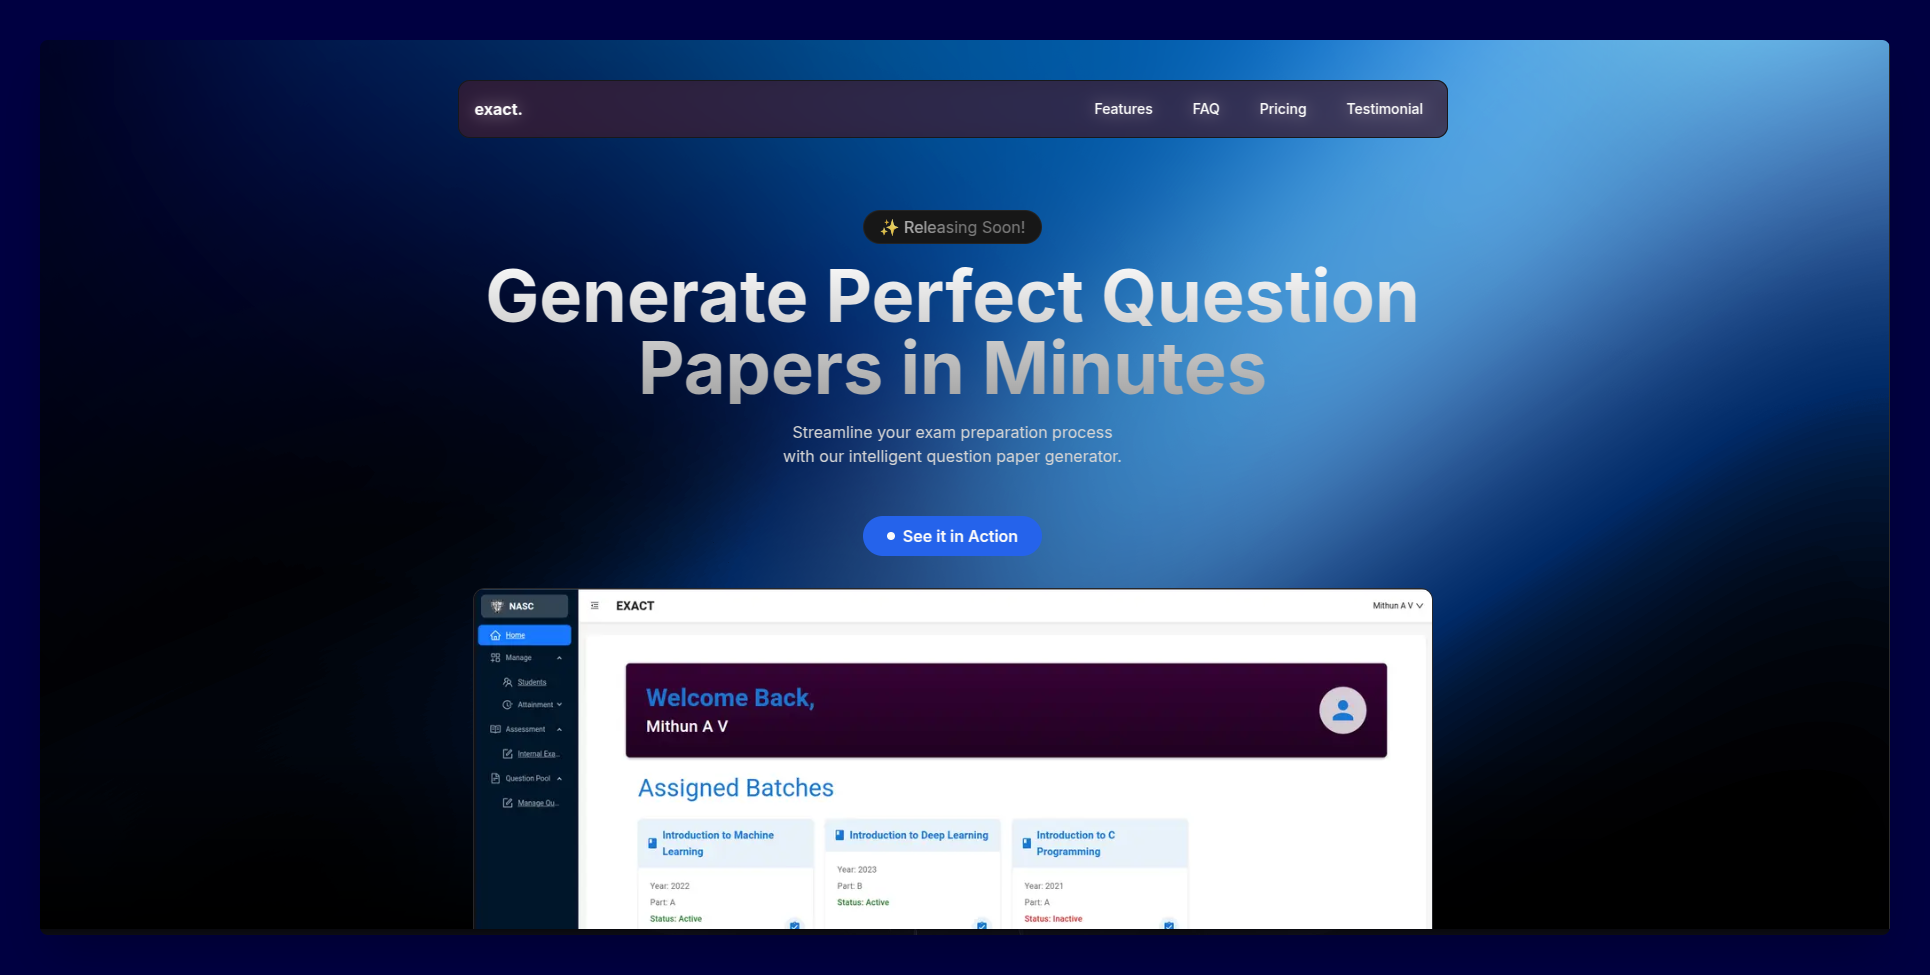 exact.
Features FAQ Pricing Testimonial
✨ Releasing Soon!
Generate Perfect Question
Papers in Minutes
Streamline your exam preparation process
with our intelligent question paper generator.
See it in Action
NASC
EXACT
Mithun A V
Home
Manage
Students
Attainment
Assessment
Internal Exa...
Question Pool
Manage Qu...
Welcome Back,
Mithun A V
Assigned Batches
Introduction to Machine
Learning
Year: 2022
Part: A
Status: Active
Introduction to Deep Learning
Year: 2023
Part: B
Status: Active
Introduction to C
Programming
Year: 2021
Part: A
Status: Inactive